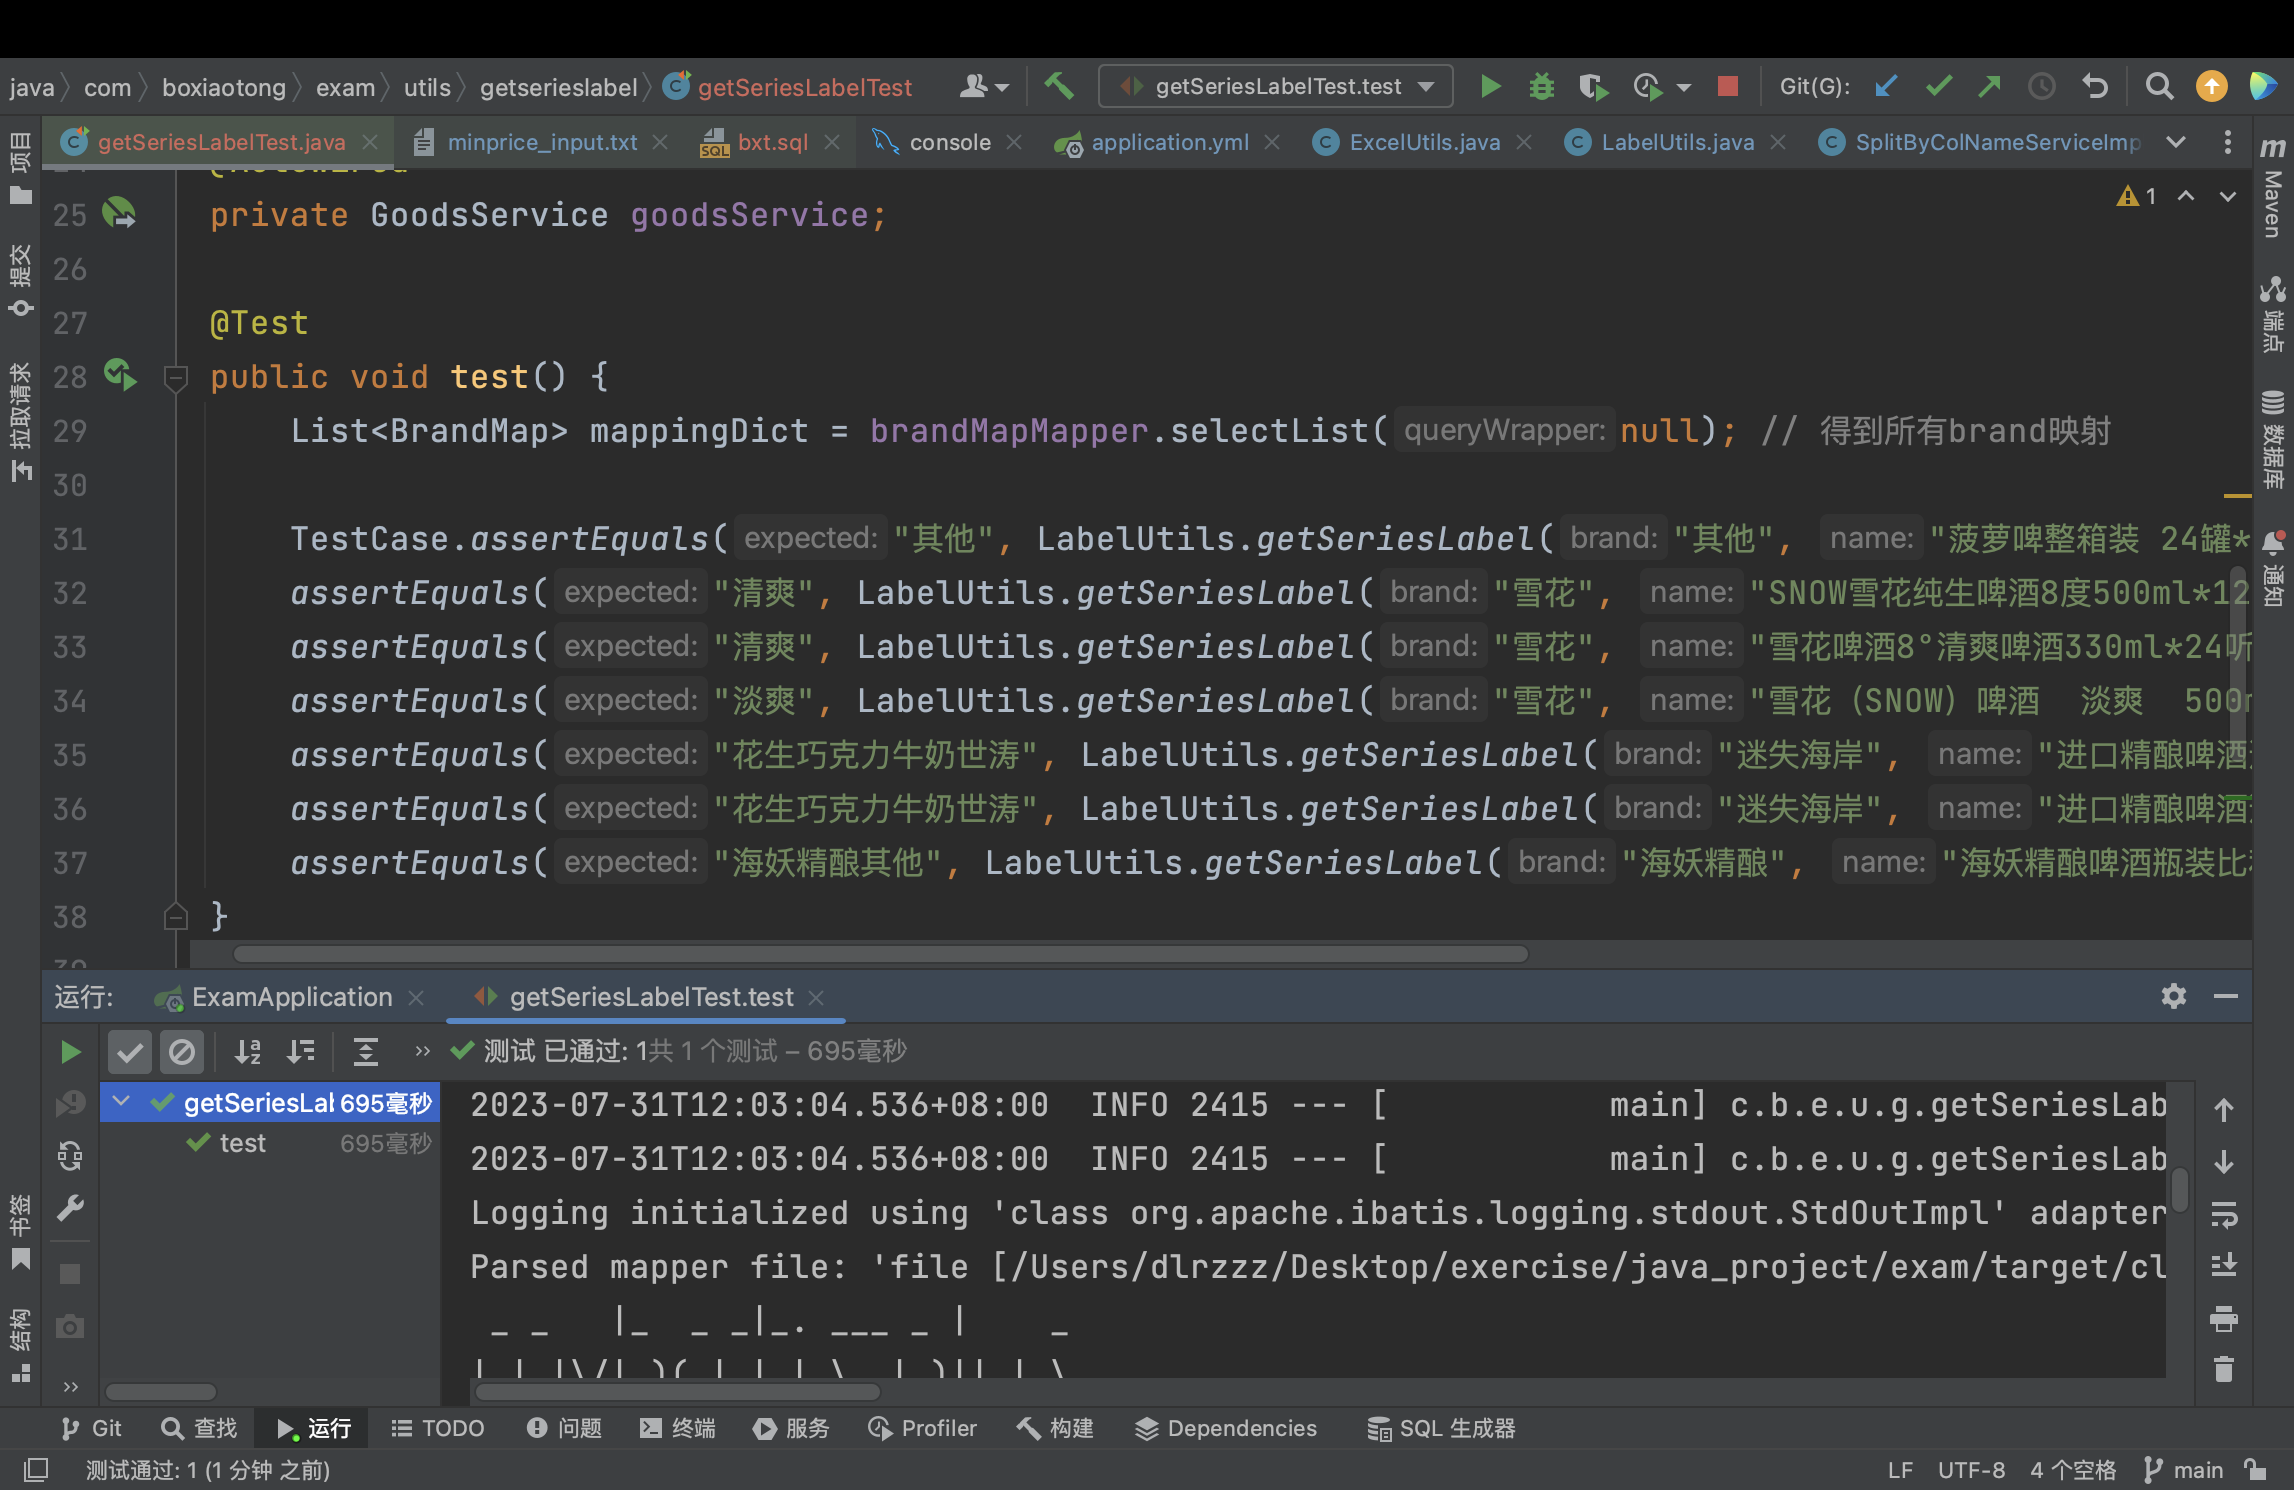 java com boxiaotong exam utils getserieslabel getSeriesLabelTest getSeriesLabelTest.test Git(G):
getSeriesLabelTest.java minprice_input.txt bxt.sql console application.yml ExcelUtils.java LabelUtils.java SplitByColNameServiceImp
项目
提交
拉取请求
书签
结构
m
Maven
端点
数据库
通知
1
25 private GoodsService goodsService;
26
27 @Test
28 public void test() {
29 List<BrandMap> mappingDict = brandMapMapper.selectList( queryWrapper: null); // 得到所有brand映射
30
31 TestCase.assertEquals( expected: "其他", LabelUtils.getSeriesLabel( brand: "其他", name: "菠萝啤整箱装 24罐*
32 assertEquals( expected: "清爽", LabelUtils.getSeriesLabel( brand: "雪花", name: "SNOW雪花纯生啤酒8度500ml*12
33 assertEquals( expected: "清爽", LabelUtils.getSeriesLabel( brand: "雪花", name: "雪花啤酒8°清爽啤酒330ml*24听
34 assertEquals( expected: "淡爽", LabelUtils.getSeriesLabel( brand: "雪花", name: "雪花（SNOW）啤酒 淡爽 500m
35 assertEquals( expected: "花生巧克力牛奶世涛", LabelUtils.getSeriesLabel( brand: "迷失海岸", name: "进口精酿啤酒
36 assertEquals( expected: "花生巧克力牛奶世涛", LabelUtils.getSeriesLabel( brand: "迷失海岸", name: "进口精酿啤酒
37 assertEquals( expected: "海妖精酿其他", LabelUtils.getSeriesLabel( brand: "海妖精酿", name: "海妖精酿啤酒瓶装比
38 }
运行: ExamApplication getSeriesLabelTest.test
测试 已通过: 1共 1 个测试 – 695毫秒
getSeriesLal 695毫秒
test 695毫秒
2023-07-31T12:03:04.536+08:00 INFO 2415 --- [ main] c.b.e.u.g.getSeriesLab
2023-07-31T12:03:04.536+08:00 INFO 2415 --- [ main] c.b.e.u.g.getSeriesLab
Logging initialized using 'class org.apache.ibatis.logging.stdout.StdOutImpl' adapter
Parsed mapper file: 'file [/Users/dlrzzz/Desktop/exercise/java_project/exam/target/cl
_ _   |_  _ _|_. ___ _ |    _
Git 查找 运行 TODO 问题 终端 服务 Profiler 构建 Dependencies SQL 生成器
测试通过: 1 (1 分钟 之前) LF UTF-8 4 个空格 main